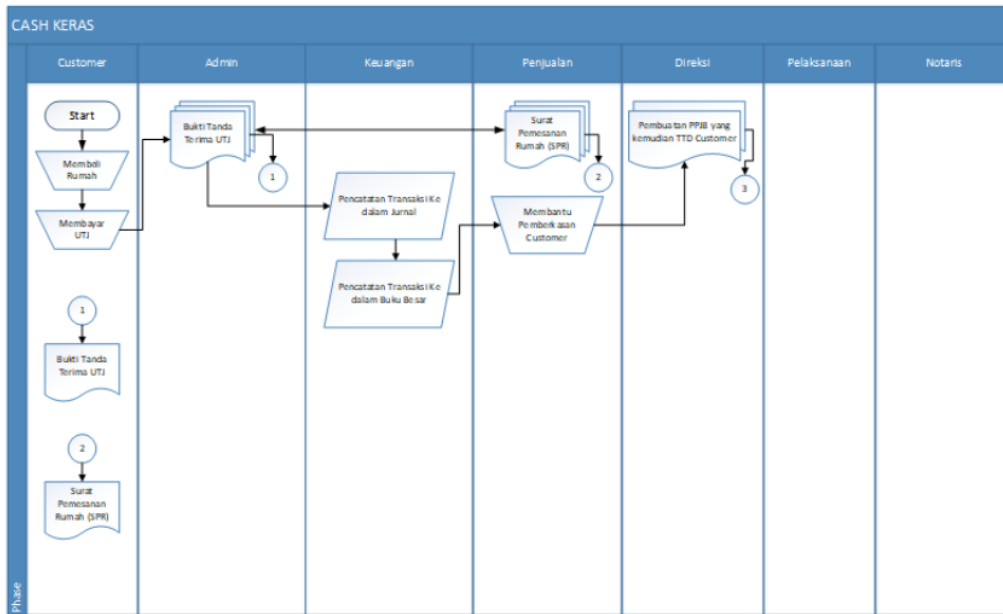 CASH KERAS
Customer
Admin
Keuangan
Penjualan
Direksi
Pelaksanaan
Notaris
Start
Membeli
Rumah
Membayar
UTJ
Bukti Tanda
Terima UTJ
1
Pencatatan Transaksi Ke
dalam Jurnal
Pencatatan Transaksi Ke
dalam Buku Besar
Surat
Pemesanan
Rumah (SPR)
2
Membantu
Pemberkasan
Customer
Pembuatan PPJB yang
kemudian TTD Customer
3
1
Bukti Tanda
Terima UTJ
2
Surat
Pemesanan
Rumah (SPR)
Phase